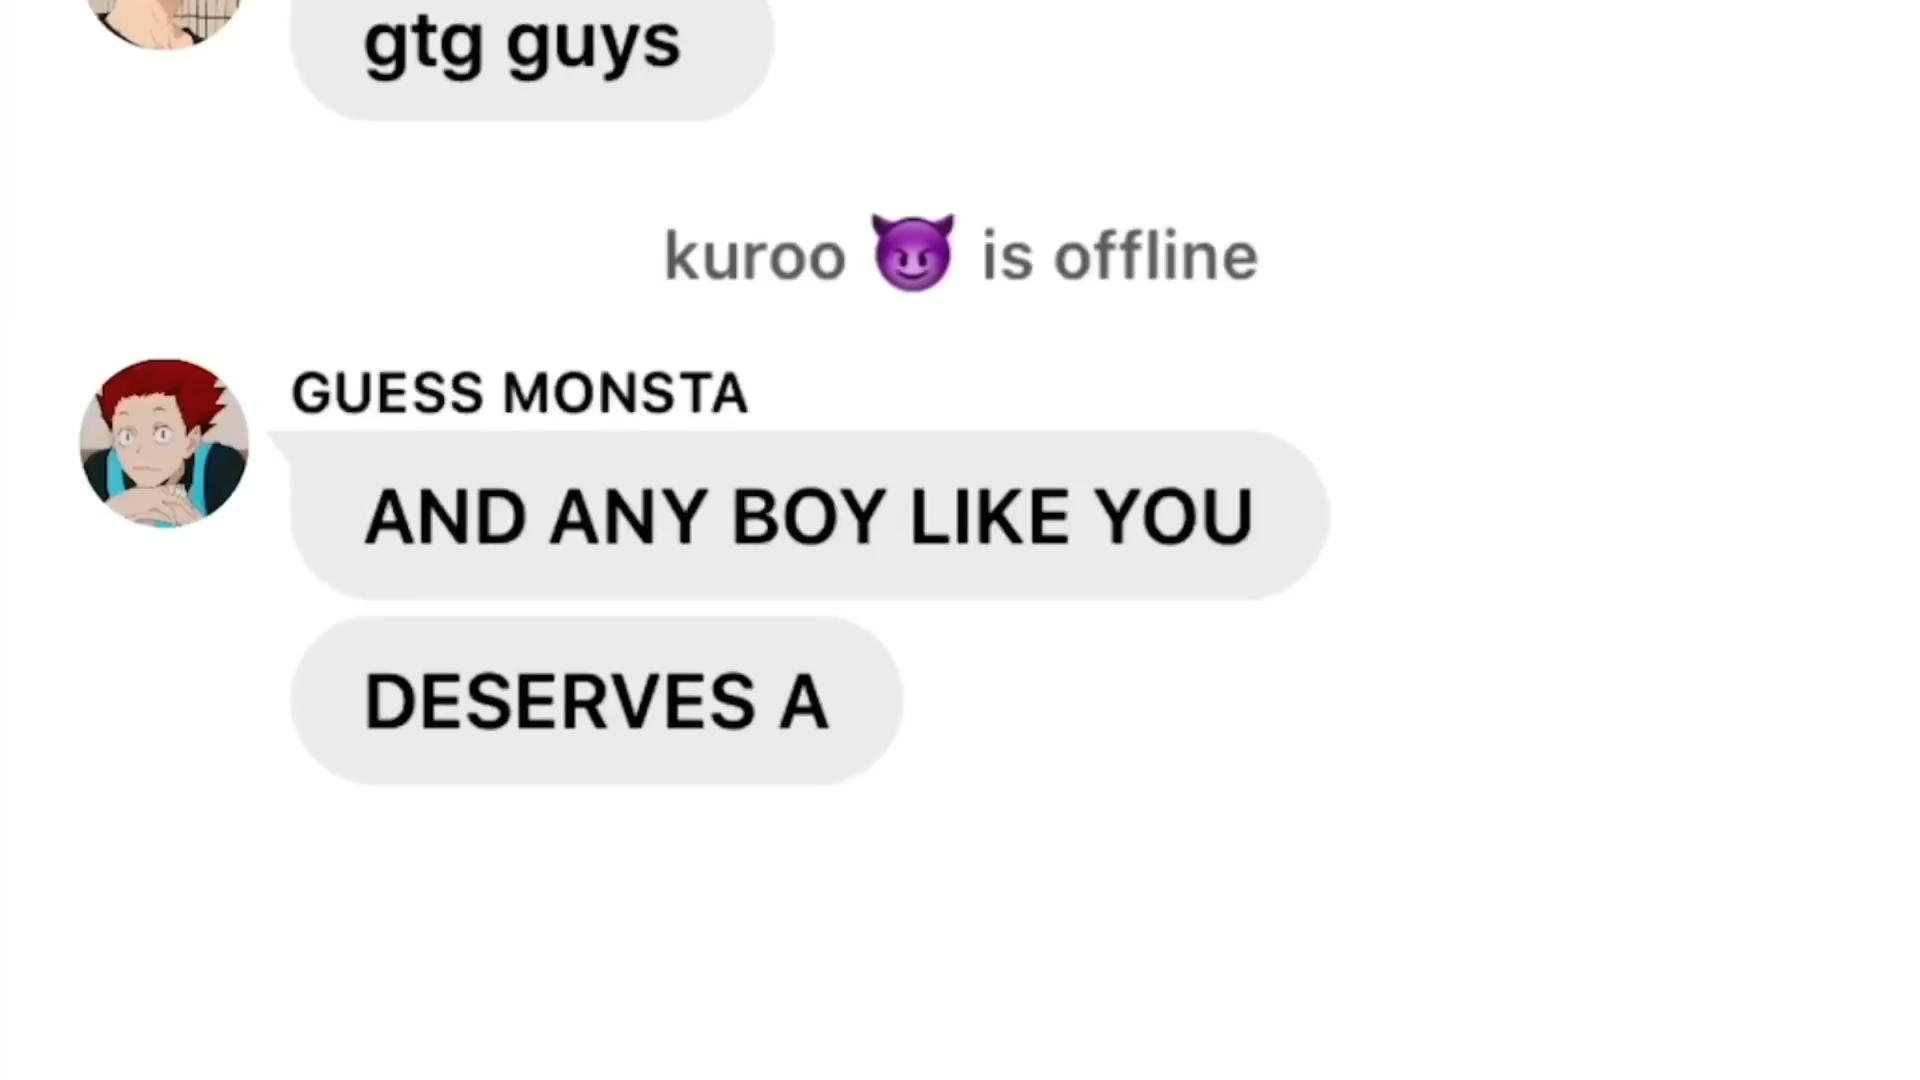 gtg guys
kuroo 😈 is offline
GUESS MONSTA
AND ANY BOY LIKE YOU
DESERVES A